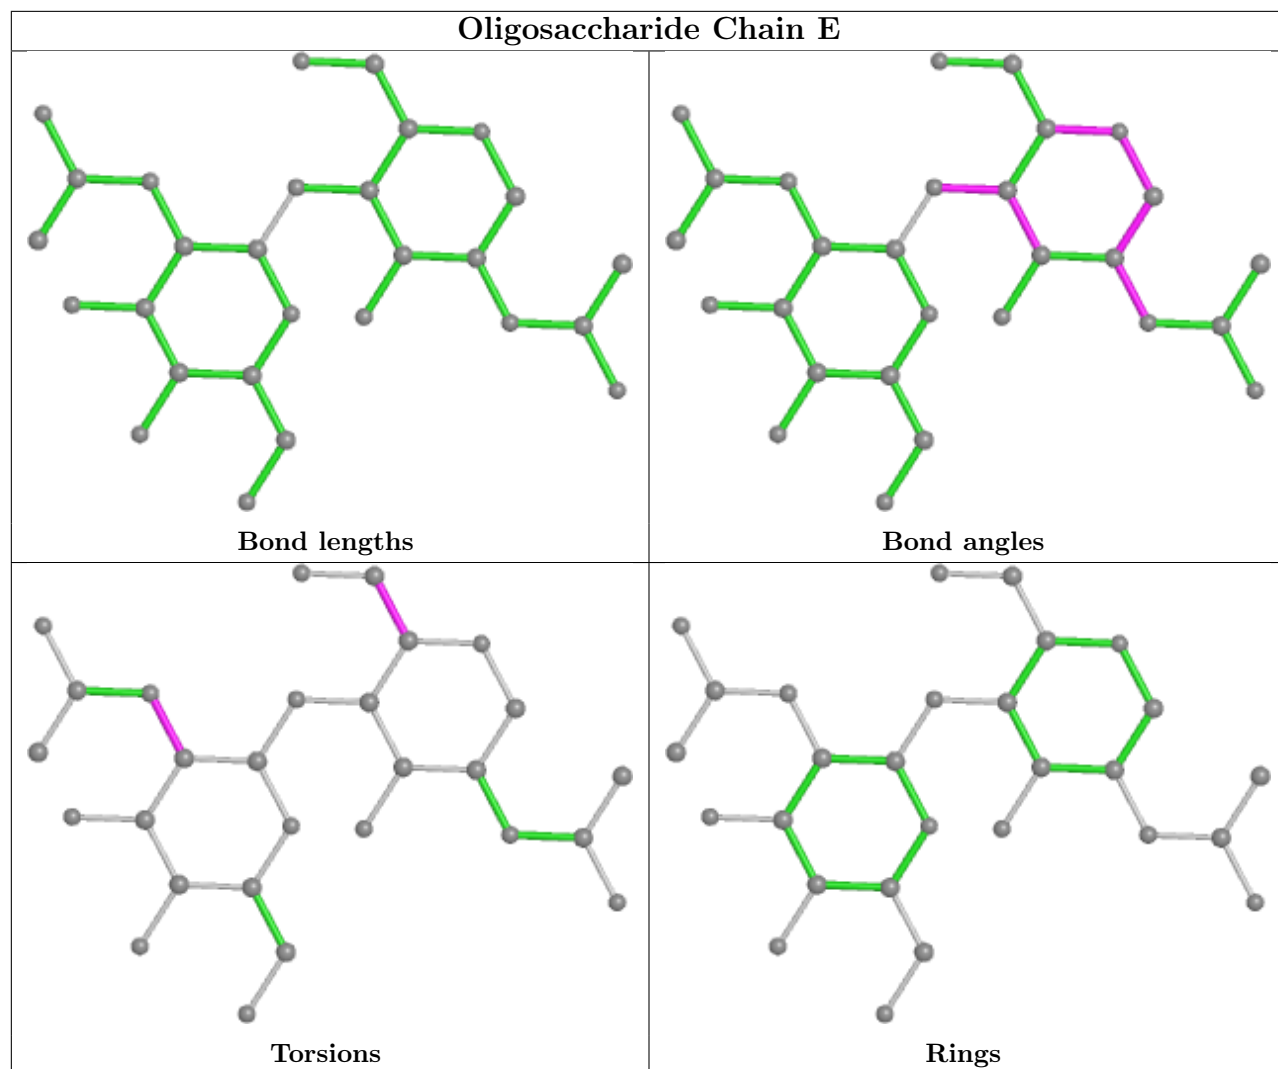 Oligosaccharide Chain E
Bond lengths
Bond angles
Torsions
Rings